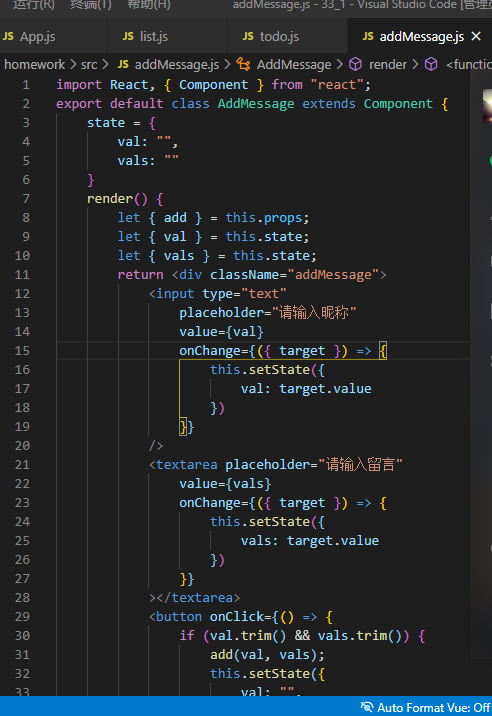 运行(R) 终端(T) 帮助(H) addMessage.js - 33_1 - Visual Studio Code [管理
JS App.js JS list.js JS todo.js JS addMessage.js ×
homework > src > JS addMessage.js > AddMessage > render > <functio
1 import React, { Component } from "react";
2 export default class AddMessage extends Component {
3 state = {
4 val: "",
5 vals: ""
6 }
7 render() {
8 let { add } = this.props;
9 let { val } = this.state;
10 let { vals } = this.state;
11 return <div className="addMessage">
12 <input type="text"
13 placeholder="请输入昵称"
14 value={val}
15 onChange={({ target }) => {
16 this.setState({
17 val: target.value
18 })
19 }}
20 />
21 <textarea placeholder="请输入留言"
22 value={vals}
23 onChange={({ target }) => {
24 this.setState({
25 vals: target.value
26 })
27 }}
28 ></textarea>
29 <button onClick={() => {
30 if (val.trim() && vals.trim()) {
31 add(val, vals);
32 this.setState({
33 val: "",
Auto Format Vue: Off